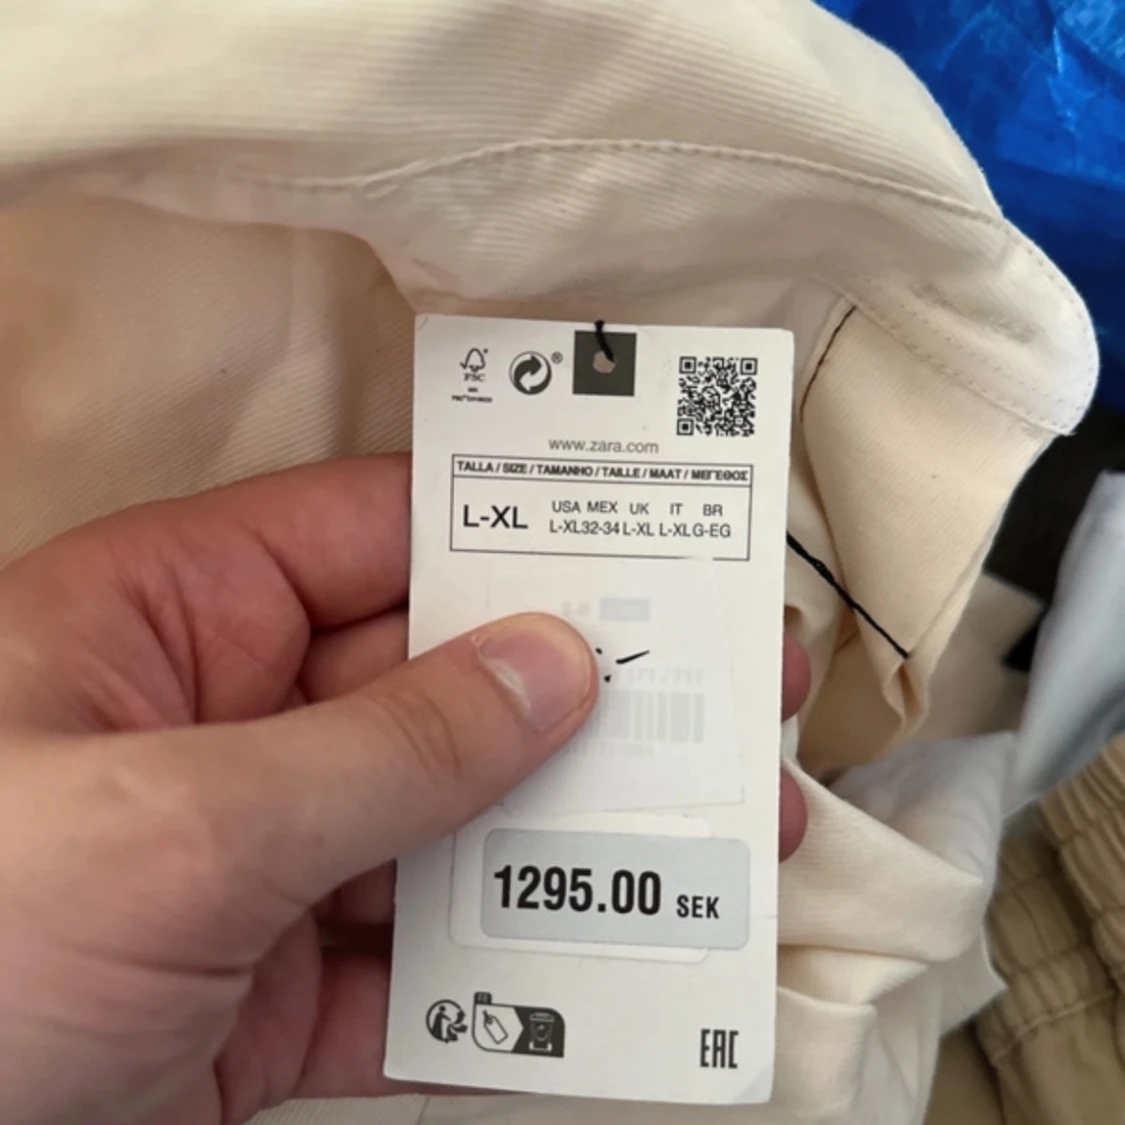 FSC
®
www.zara.com
TALLA / SIZE / TAMANHO / TAILLE / MAAT / ΜΕΓΕΘΟΣ
L-XL
USA MEX UK IT BR
L-XL 32-34 L-XL L-XL G-EG
1295.00 SEK
FR
EAC